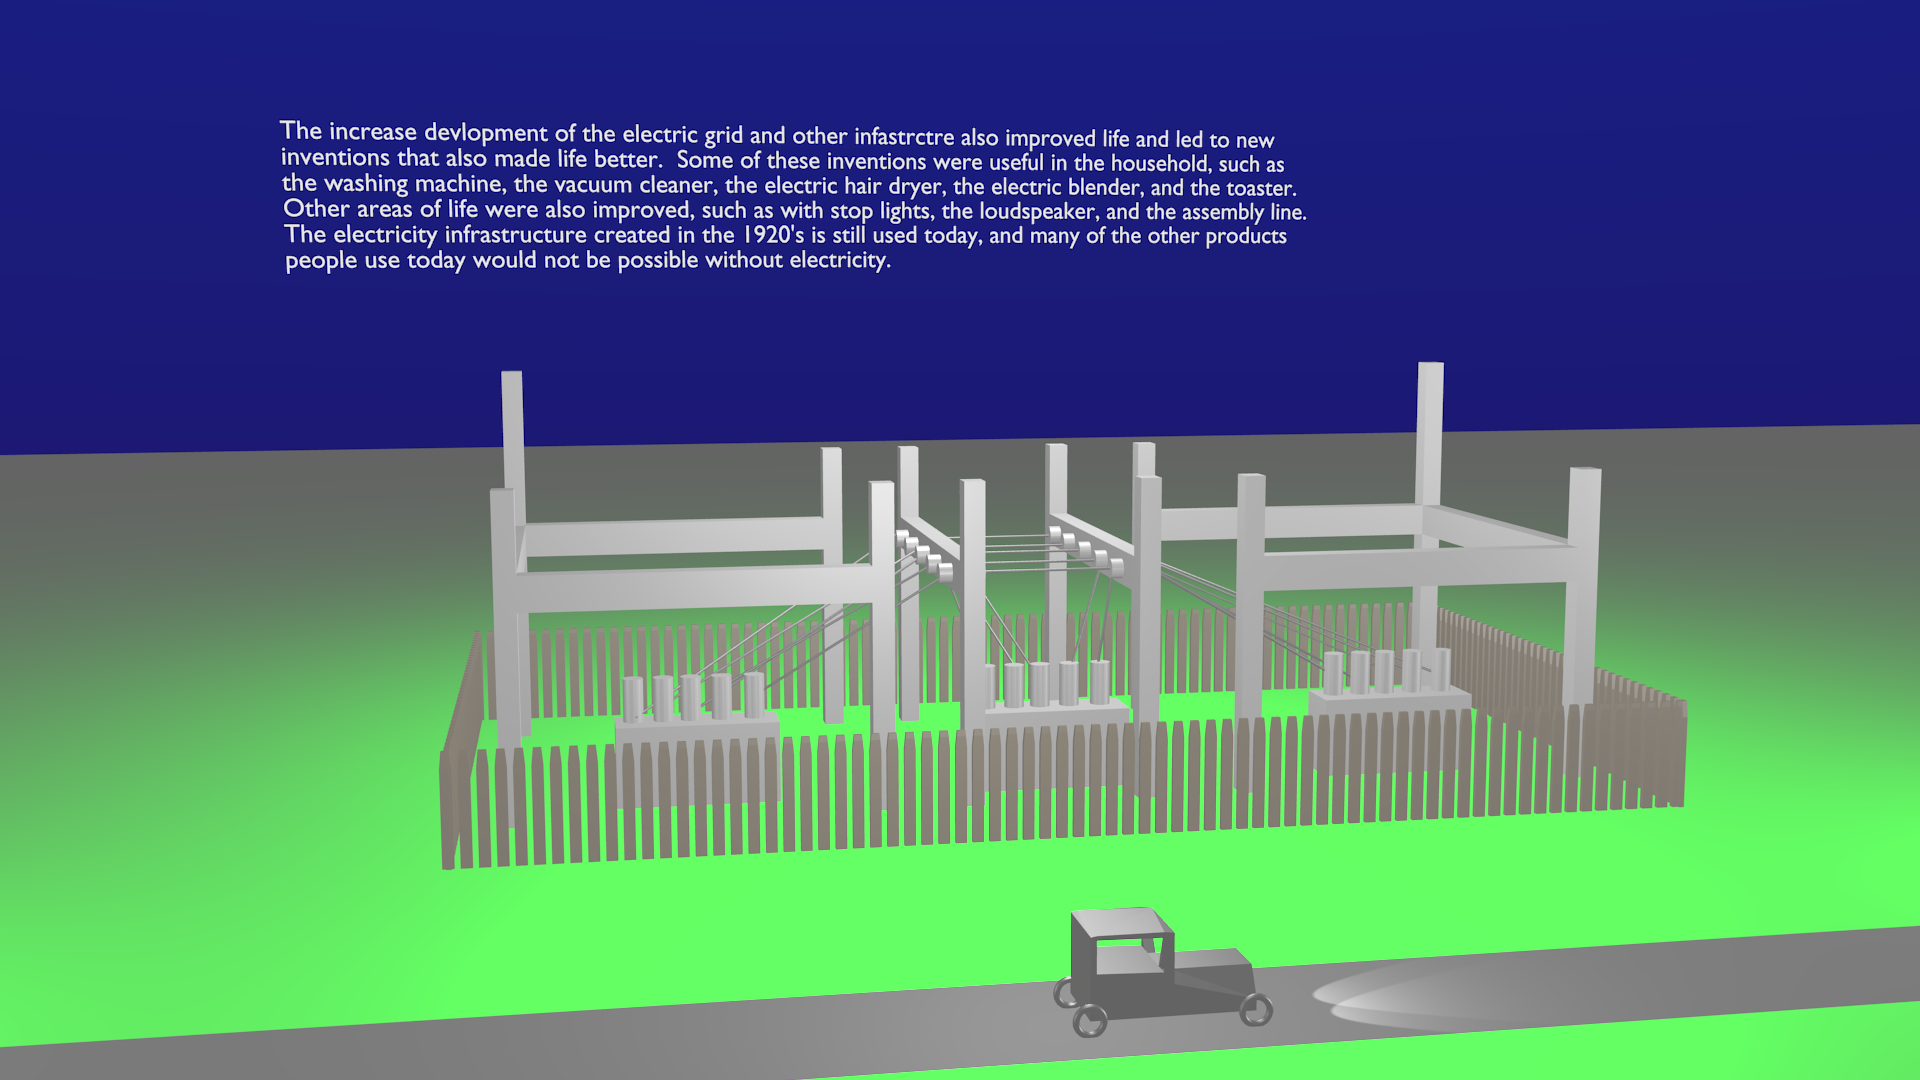 The increase devlopment of the electric grid and other infastrctre also improved life and led to new
inventions that also made life better.  Some of these inventions were useful in the household, such as
the washing machine, the vacuum cleaner, the electric hair dryer, the electric blender, and the toaster.
Other areas of life were also improved, such as with stop lights, the loudspeaker, and the assembly line.
The electricity infrastructure created in the 1920's is still used today, and many of the other products
people use today would not be possible without electricity.